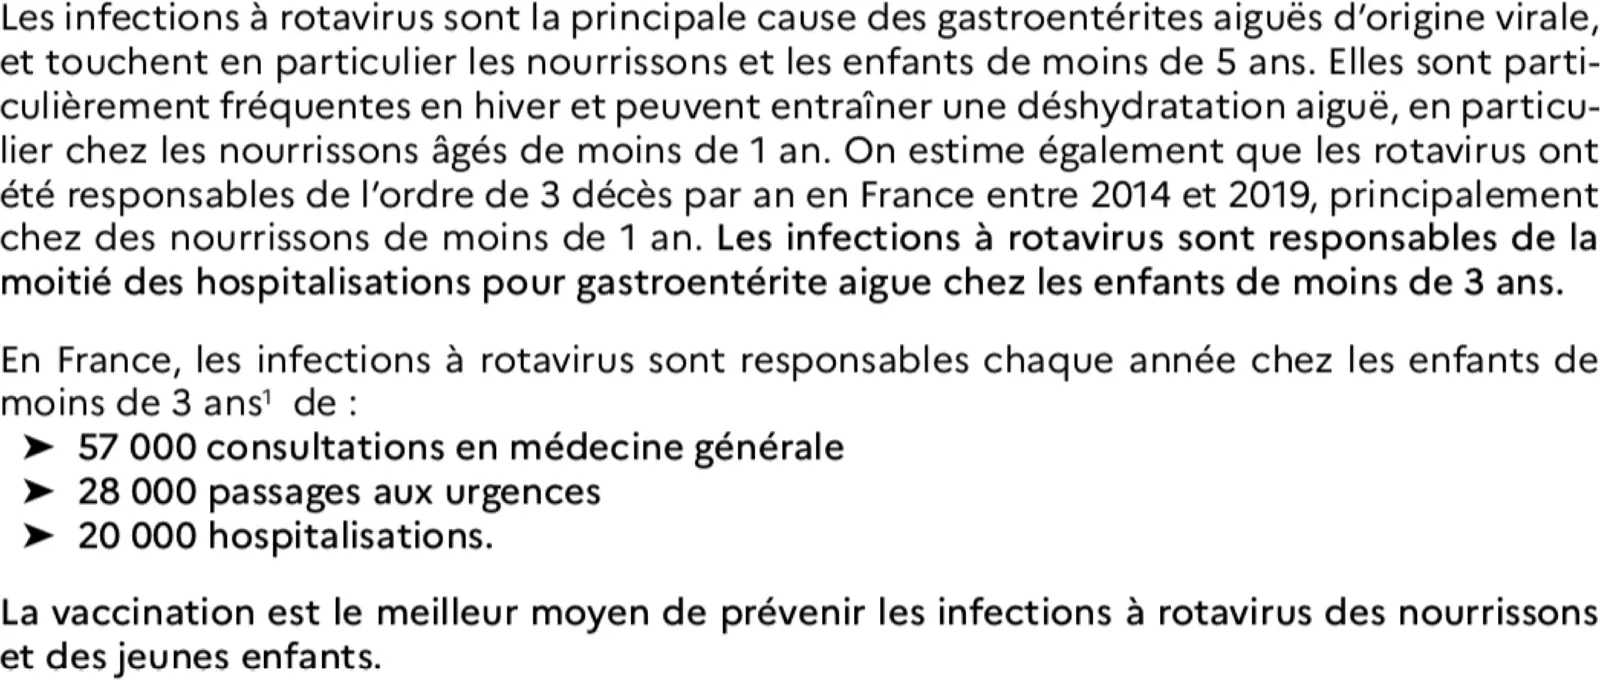 Les infections à rotavirus sont la principale cause des gastroentérites aiguës d’origine virale,
et touchent en particulier les nourrissons et les enfants de moins de 5 ans. Elles sont parti-
culièrement fréquentes en hiver et peuvent entraîner une déshydratation aiguë, en particu-
lier chez les nourrissons âgés de moins de 1 an. On estime également que les rotavirus ont
été responsables de l’ordre de 3 décès par an en France entre 2014 et 2019, principalement
chez des nourrissons de moins de 1 an. Les infections à rotavirus sont responsables de la
moitié des hospitalisations pour gastroentérite aigue chez les enfants de moins de 3 ans.
En France, les infections à rotavirus sont responsables chaque année chez les enfants de
moins de 3 ans¹ de :
➤ 57 000 consultations en médecine générale
➤ 28 000 passages aux urgences
➤ 20 000 hospitalisations.
La vaccination est le meilleur moyen de prévenir les infections à rotavirus des nourrissons
et des jeunes enfants.